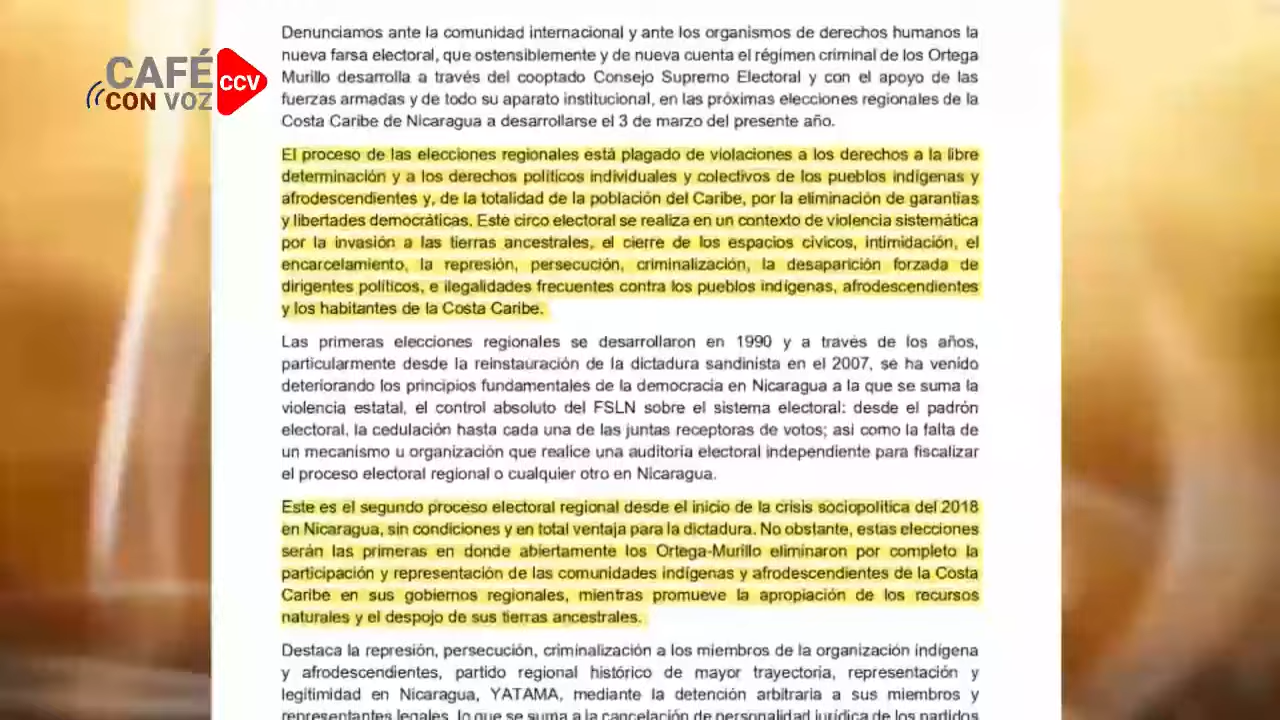 CAFÉ
CON VOZ
CCV
Denunciamos ante la comunidad internacional y ante los organismos de derechos humanos la
nueva farsa electoral, que ostensiblemente y de nueva cuenta el régimen criminal de los Ortega
Murillo desarrolla a través del cooptado Consejo Supremo Electoral y con el apoyo de las
fuerzas armadas y de todo su aparato institucional, en las próximas elecciones regionales de la
Costa Caribe de Nicaragua a desarrollarse el 3 de marzo del presente año.
El proceso de las elecciones regionales está plagado de violaciones a los derechos a la libre
determinación y a los derechos políticos individuales y colectivos de los pueblos indígenas y
afrodescendientes y, de la totalidad de la población del Caribe, por la eliminación de garantías
y libertades democráticas. Este circo electoral se realiza en un contexto de violencia sistemática
por la invasión a las tierras ancestrales, el cierre de los espacios cívicos, intimidación, el
encarcelamiento, la represión, persecución, criminalización, la desaparición forzada de
dirigentes políticos, e ilegalidades frecuentes contra los pueblos indígenas, afrodescendientes
y los habitantes de la Costa Caribe.
Las primeras elecciones regionales se desarrollaron en 1990 y a través de los años,
particularmente desde la reinstauración de la dictadura sandinista en el 2007, se ha venido
deteriorando los principios fundamentales de la democracia en Nicaragua a la que se suma la
violencia estatal, el control absoluto del FSLN sobre el sistema electoral: desde el padrón
electoral, la cedulación hasta cada una de las juntas receptoras de votos; así como la falta de
un mecanismo u organización que realice una auditoría electoral independiente para fiscalizar
el proceso electoral regional o cualquier otro en Nicaragua.
Este es el segundo proceso electoral regional desde el inicio de la crisis sociopolítica del 2018
en Nicaragua, sin condiciones y en total ventaja para la dictadura. No obstante, estas elecciones
serán las primeras en donde abiertamente los Ortega-Murillo eliminaron por completo la
participación y representación de las comunidades indígenas y afrodescendientes de la Costa
Caribe en sus gobiernos regionales, mientras promueve la apropiación de los recursos
naturales y el despojo de sus tierras ancestrales.
Destaca la represión, persecución, criminalización a los miembros de la organización indígena
y afrodescendientes, partido regional histórico de mayor trayectoria, representación y
legitimidad en Nicaragua, YATAMA, mediante la detención arbitraria a sus miembros y
representantes legales, lo que se suma a la cancelación de personalidad jurídica de los partidos